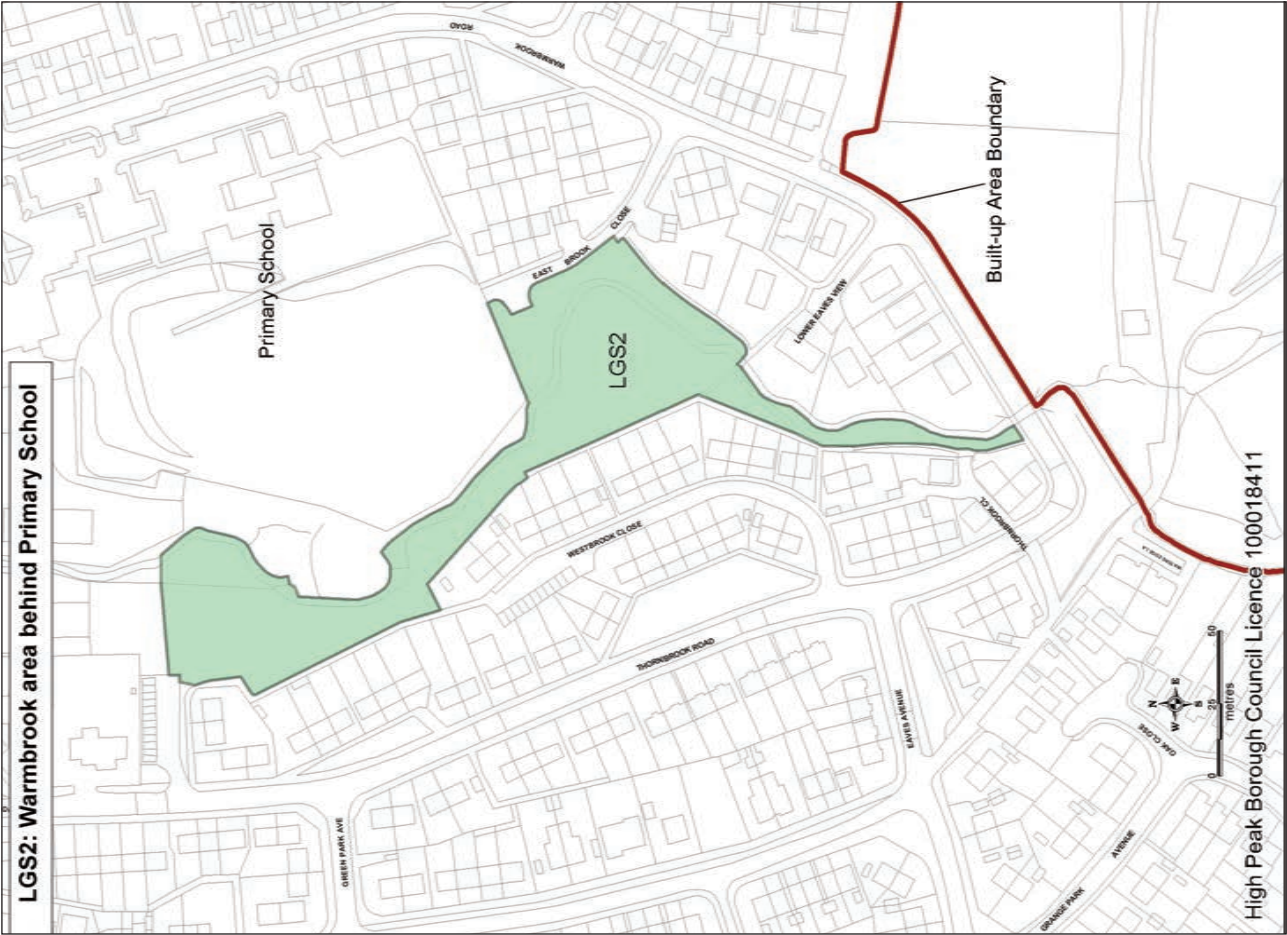 LGS2: Warmbrook area behind Primary School
ROAD
WARMBROOK
Primary School
EAST BROOK CLOSE
LGS2
Built-up Area Boundary
LOWER EAVES VIEW
WESTBROOK CLOSE
THORNBROOK CL
THORNBROOK ROAD
EAVES AVENUE
GREEN PARK AVE
OAK CLOSE
GRANGE PARK AVENUE
N
W E
S
0 25 50
metres
High Peak Borough Council Licence 100018411